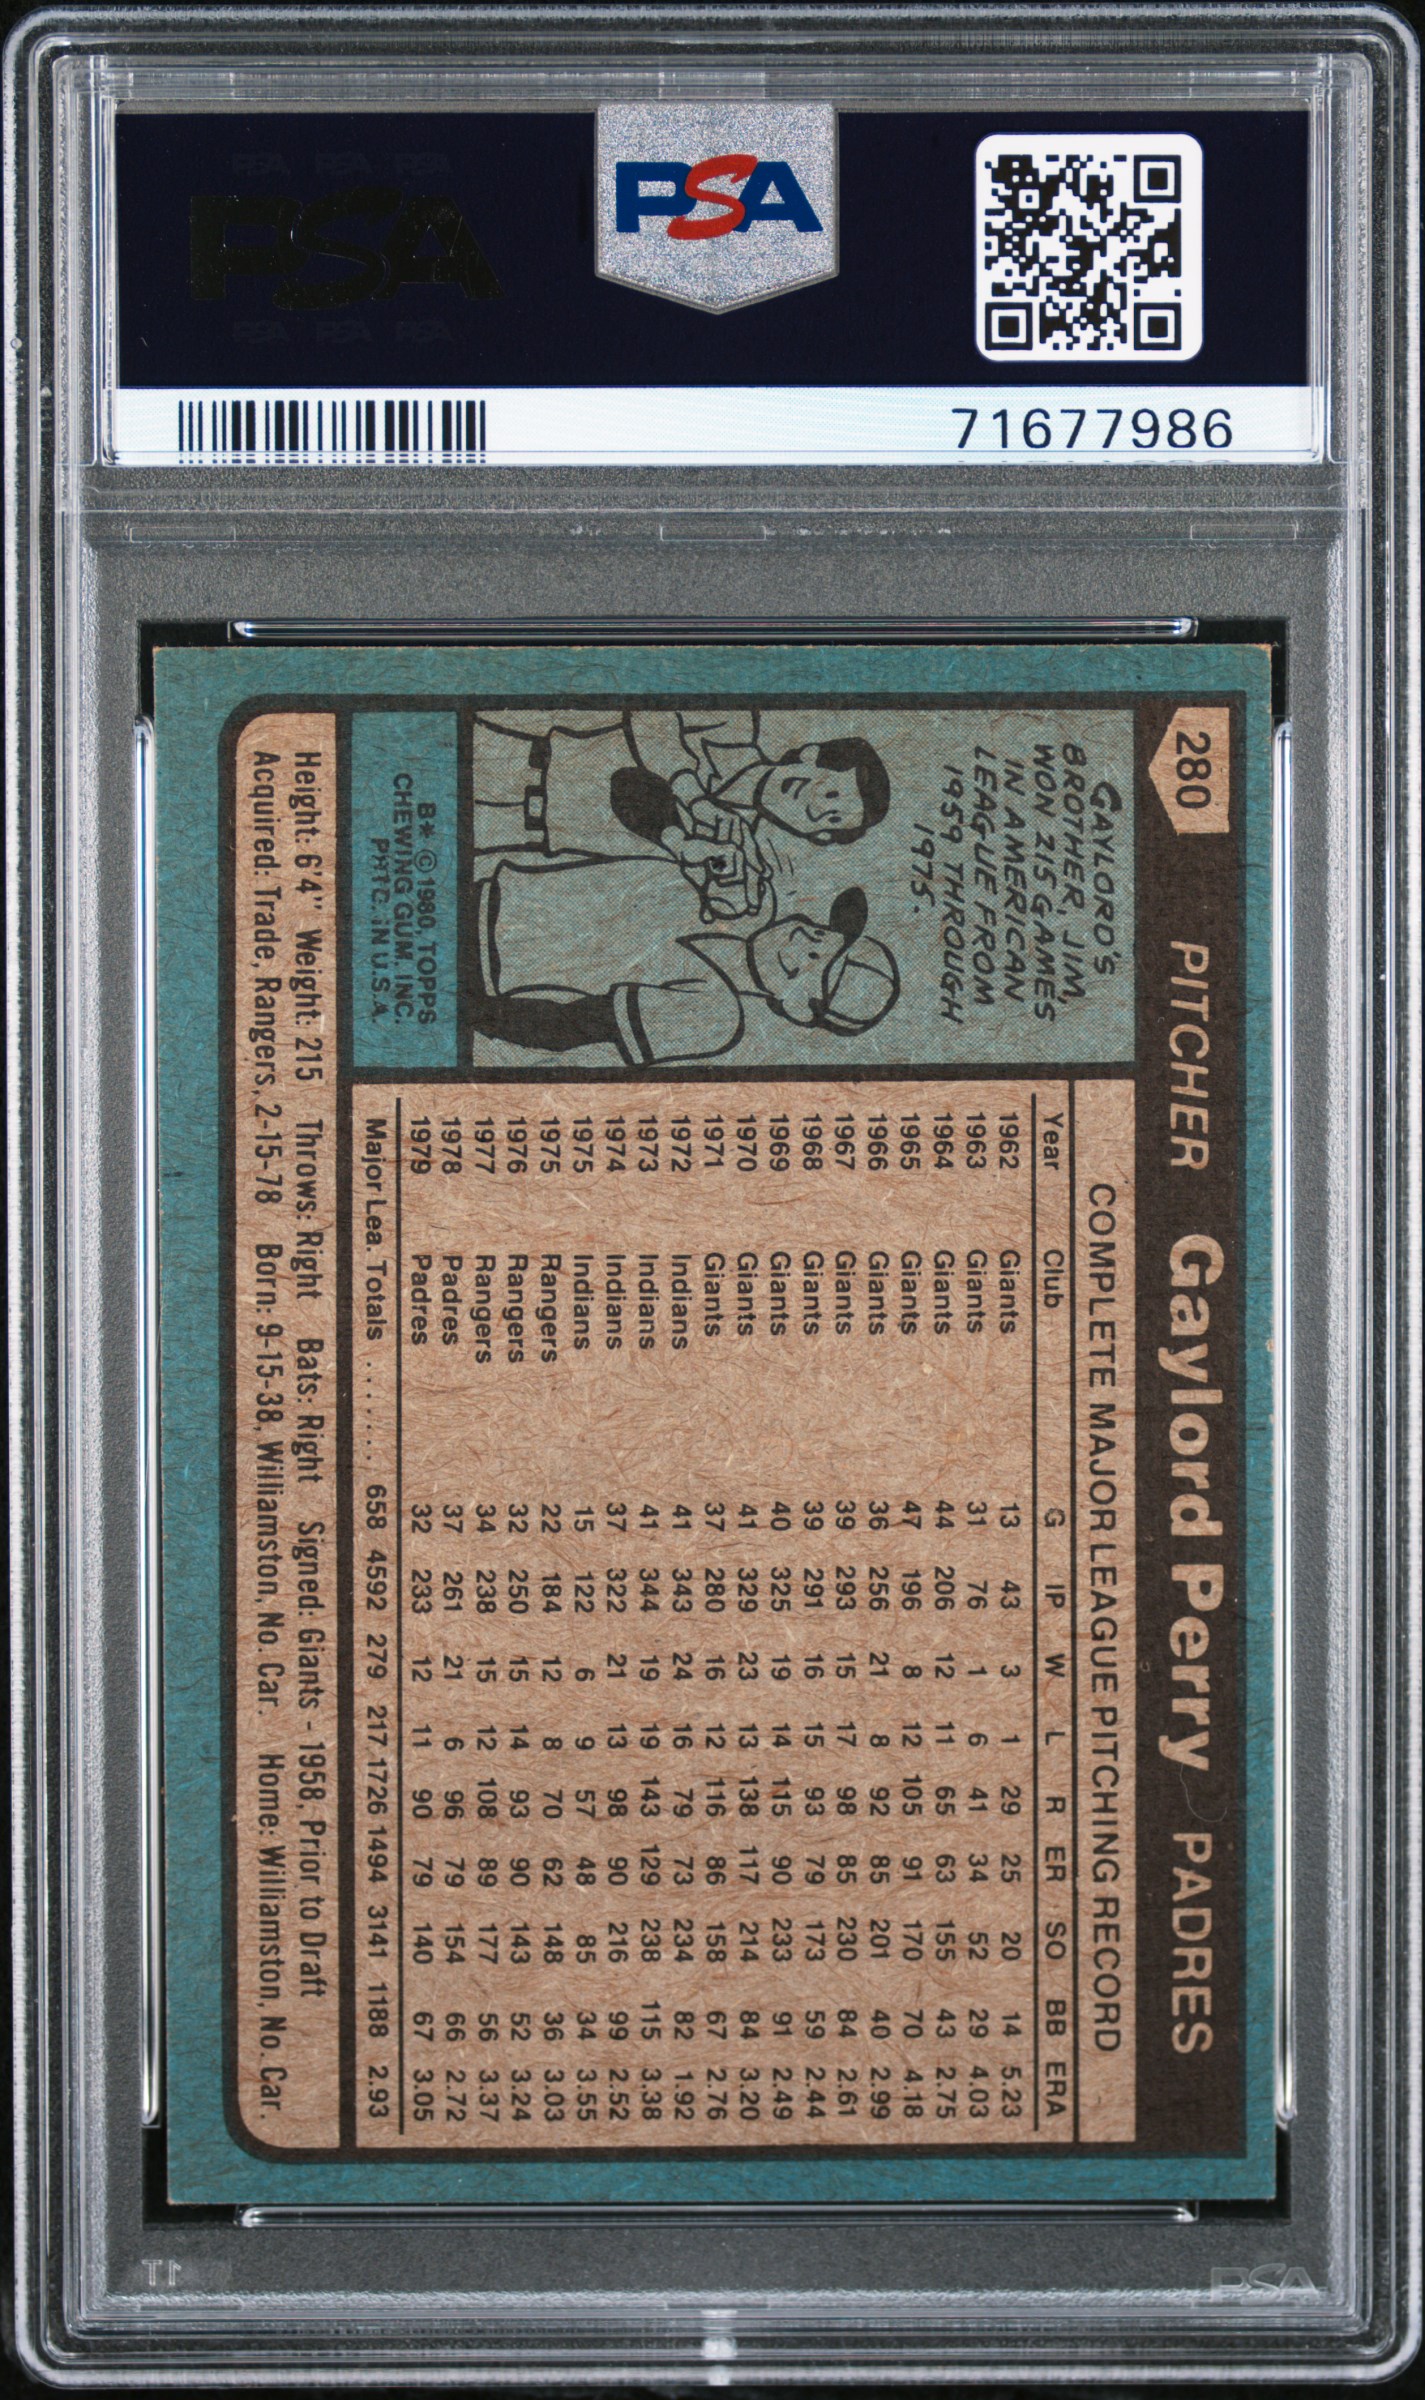 PSA
PSA PSA PSA
PSA
PSA PSA PSA
71677986
280 PITCHER Gaylord Perry PADRES
GAYLORD'S
BROTHER, JIM,
WON 215 GAMES
IN AMERICAN
LEAGUE FROM
1959 THROUGH
1975.
B* © 1980, TOPPS
CHEWING GUM, INC.
PRTD. IN U.S.A.
COMPLETE MAJOR LEAGUE PITCHING RECORD
Year Club G IP W L R ER SO BB ERA
1962 Giants 13 43 3 1 29 25 20 14 5.23
1963 Giants 31 76 1 6 41 34 52 29 4.03
1964 Giants 44 206 12 11 65 63 155 43 2.75
1965 Giants 47 196 8 12 105 91 170 70 4.18
1966 Giants 36 256 21 8 92 85 201 40 2.99
1967 Giants 39 293 15 17 98 85 230 84 2.61
1968 Giants 39 291 16 15 93 79 173 59 2.44
1969 Giants 40 325 19 14 115 90 233 91 2.49
1970 Giants 41 329 23 13 138 117 214 84 3.20
1971 Giants 37 280 16 12 116 86 158 67 2.76
1972 Indians 41 343 24 16 79 73 234 82 1.92
1973 Indians 41 344 19 19 143 129 238 115 3.38
1974 Indians 37 322 21 13 98 90 216 99 2.52
1975 Indians 15 122 6 9 57 48 85 34 3.55
1975 Rangers 22 184 12 8 70 62 148 36 3.03
1976 Rangers 32 250 15 14 93 90 143 52 3.24
1977 Rangers 34 238 15 12 108 89 177 56 3.37
1978 Padres 37 261 21 6 96 79 154 66 2.72
1979 Padres 32 233 12 11 90 79 140 67 3.05
Major Lea. Totals ....... 658 4592 279 217 1726 1494 3141 1188 2.93
Height: 6'4" Weight: 215 Throws: Right Bats: Right Signed: Giants - 1958, Prior to Draft
Acquired: Trade, Rangers, 2-15-78 Born: 9-15-38, Williamston, No. Car. Home: Williamston, No. Car.
PSA